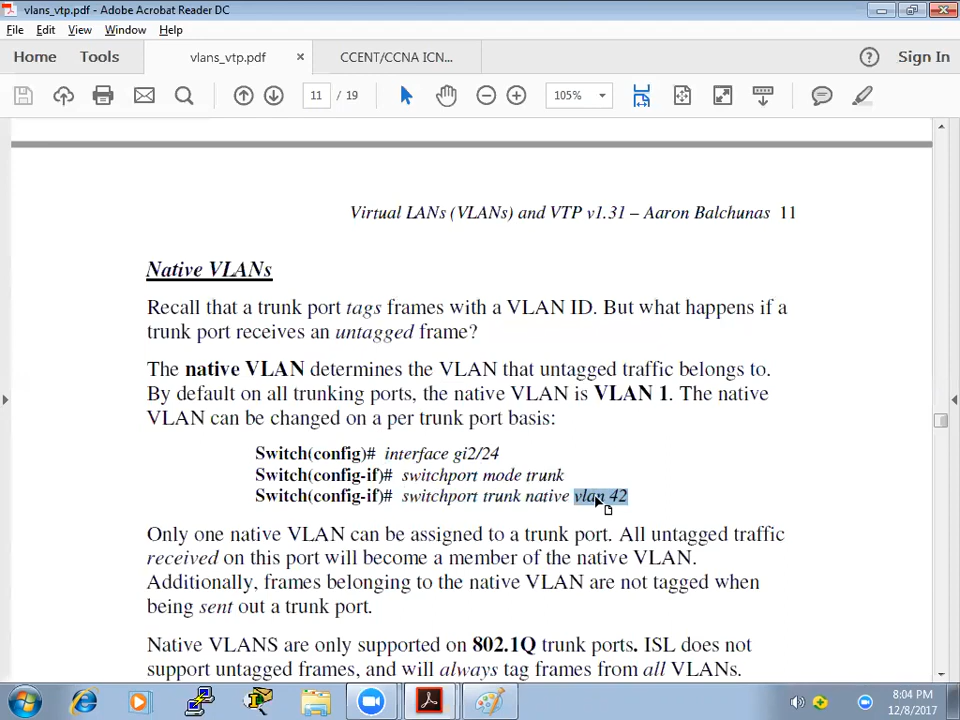 vlans_vtp.pdf - Adobe Acrobat Reader DC
File Edit View Window Help
Home Tools vlans_vtp.pdf × CCENT/CCNA ICN... ? Sign In
11 / 19 105%
Virtual LANs (VLANs) and VTP v1.31 – Aaron Balchunas 11
Native VLANs
Recall that a trunk port tags frames with a VLAN ID. But what happens if a
trunk port receives an untagged frame?
The native VLAN determines the VLAN that untagged traffic belongs to.
By default on all trunking ports, the native VLAN is VLAN 1. The native
VLAN can be changed on a per trunk port basis:
Switch(config)# interface gi2/24
Switch(config-if)# switchport mode trunk
Switch(config-if)# switchport trunk native vlan 42
Only one native VLAN can be assigned to a trunk port. All untagged traffic
received on this port will become a member of the native VLAN.
Additionally, frames belonging to the native VLAN are not tagged when
being sent out a trunk port.
Native VLANS are only supported on 802.1Q trunk ports. ISL does not
support untagged frames, and will always tag frames from all VLANs.
8:04 PM
12/8/2017